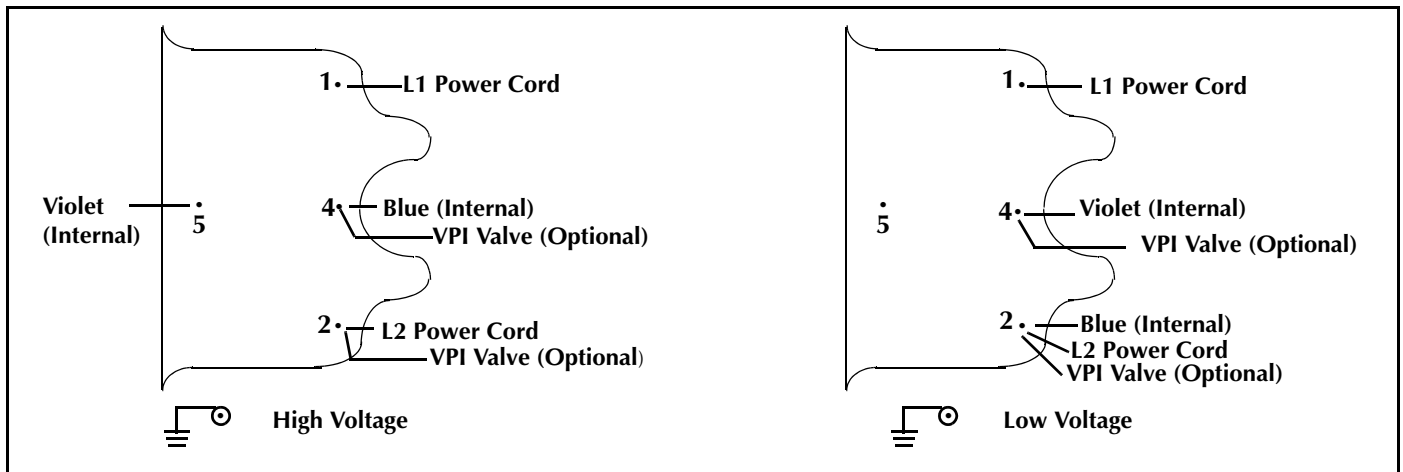 1. L1 Power Cord
Violet
(Internal)
5
4. Blue (Internal)
VPI Valve (Optional)
2. L2 Power Cord
VPI Valve (Optional)
High Voltage
1. L1 Power Cord
5
4. Violet (Internal)
VPI Valve (Optional)
2. Blue (Internal)
L2 Power Cord
VPI Valve (Optional)
Low Voltage